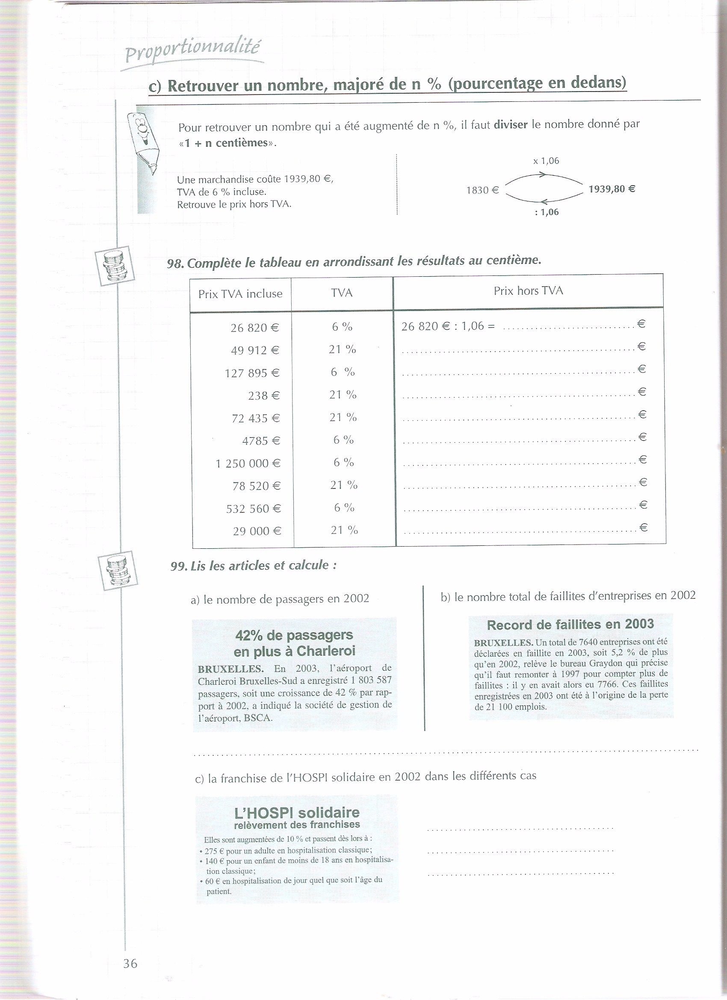 Proportionnalité
c) Retrouver un nombre, majoré de n % (pourcentage en dedans)
Pour retrouver un nombre qui a été augmenté de n %, il faut diviser le nombre donné par
«1 + n centièmes».
Une marchandise coûte 1939,80 €,
TVA de 6 % incluse.
Retrouve le prix hors TVA.
x 1,06
1830 € 1939,80 €
: 1,06
98. Complète le tableau en arrondissant les résultats au centième.
Prix TVA incluse TVA Prix hors TVA
26 820 € 6 % 26 820 € : 1,06 = .............................. €
49 912 € 21 % .................................................... €
127 895 € 6 % .................................................... €
238 € 21 % .................................................... €
72 435 € 21 % .................................................... €
4785 € 6 % .................................................... €
1 250 000 € 6 % .................................................... €
78 520 € 21 % .................................................... €
532 560 € 6 % .................................................... €
29 000 € 21 % .................................................... €
99. Lis les articles et calcule :
a) le nombre de passagers en 2002
42% de passagers
en plus à Charleroi
BRUXELLES. En 2003, l'aéroport de
Charleroi Bruxelles-Sud a enregistré 1 803 587
passagers, soit une croissance de 42 % par rap-
port à 2002, a indiqué la société de gestion de
l'aéroport, BSCA.
b) le nombre total de faillites d'entreprises en 2002
Record de faillites en 2003
BRUXELLES. Un total de 7640 entreprises ont été
déclarées en faillite en 2003, soit 5,2 % de plus
qu'en 2002, relève le bureau Graydon qui précise
qu'il faut remonter à 1997 pour compter plus de
faillites : il y en avait alors eu 7766. Ces faillites
enregistrées en 2003 ont été à l'origine de la perte
de 21 100 emplois.
c) la franchise de l'HOSPI solidaire en 2002 dans les différents cas
L'HOSPI solidaire
relèvement des franchises
Elles sont augmentées de 10 % et passent dès lors à :
• 275 € pour un adulte en hospitalisation classique;
• 140 € pour un enfant de moins de 18 ans en hospitalisa-
tion classique;
• 60 € en hospitalisation de jour quel que soit l'âge du
patient.
36